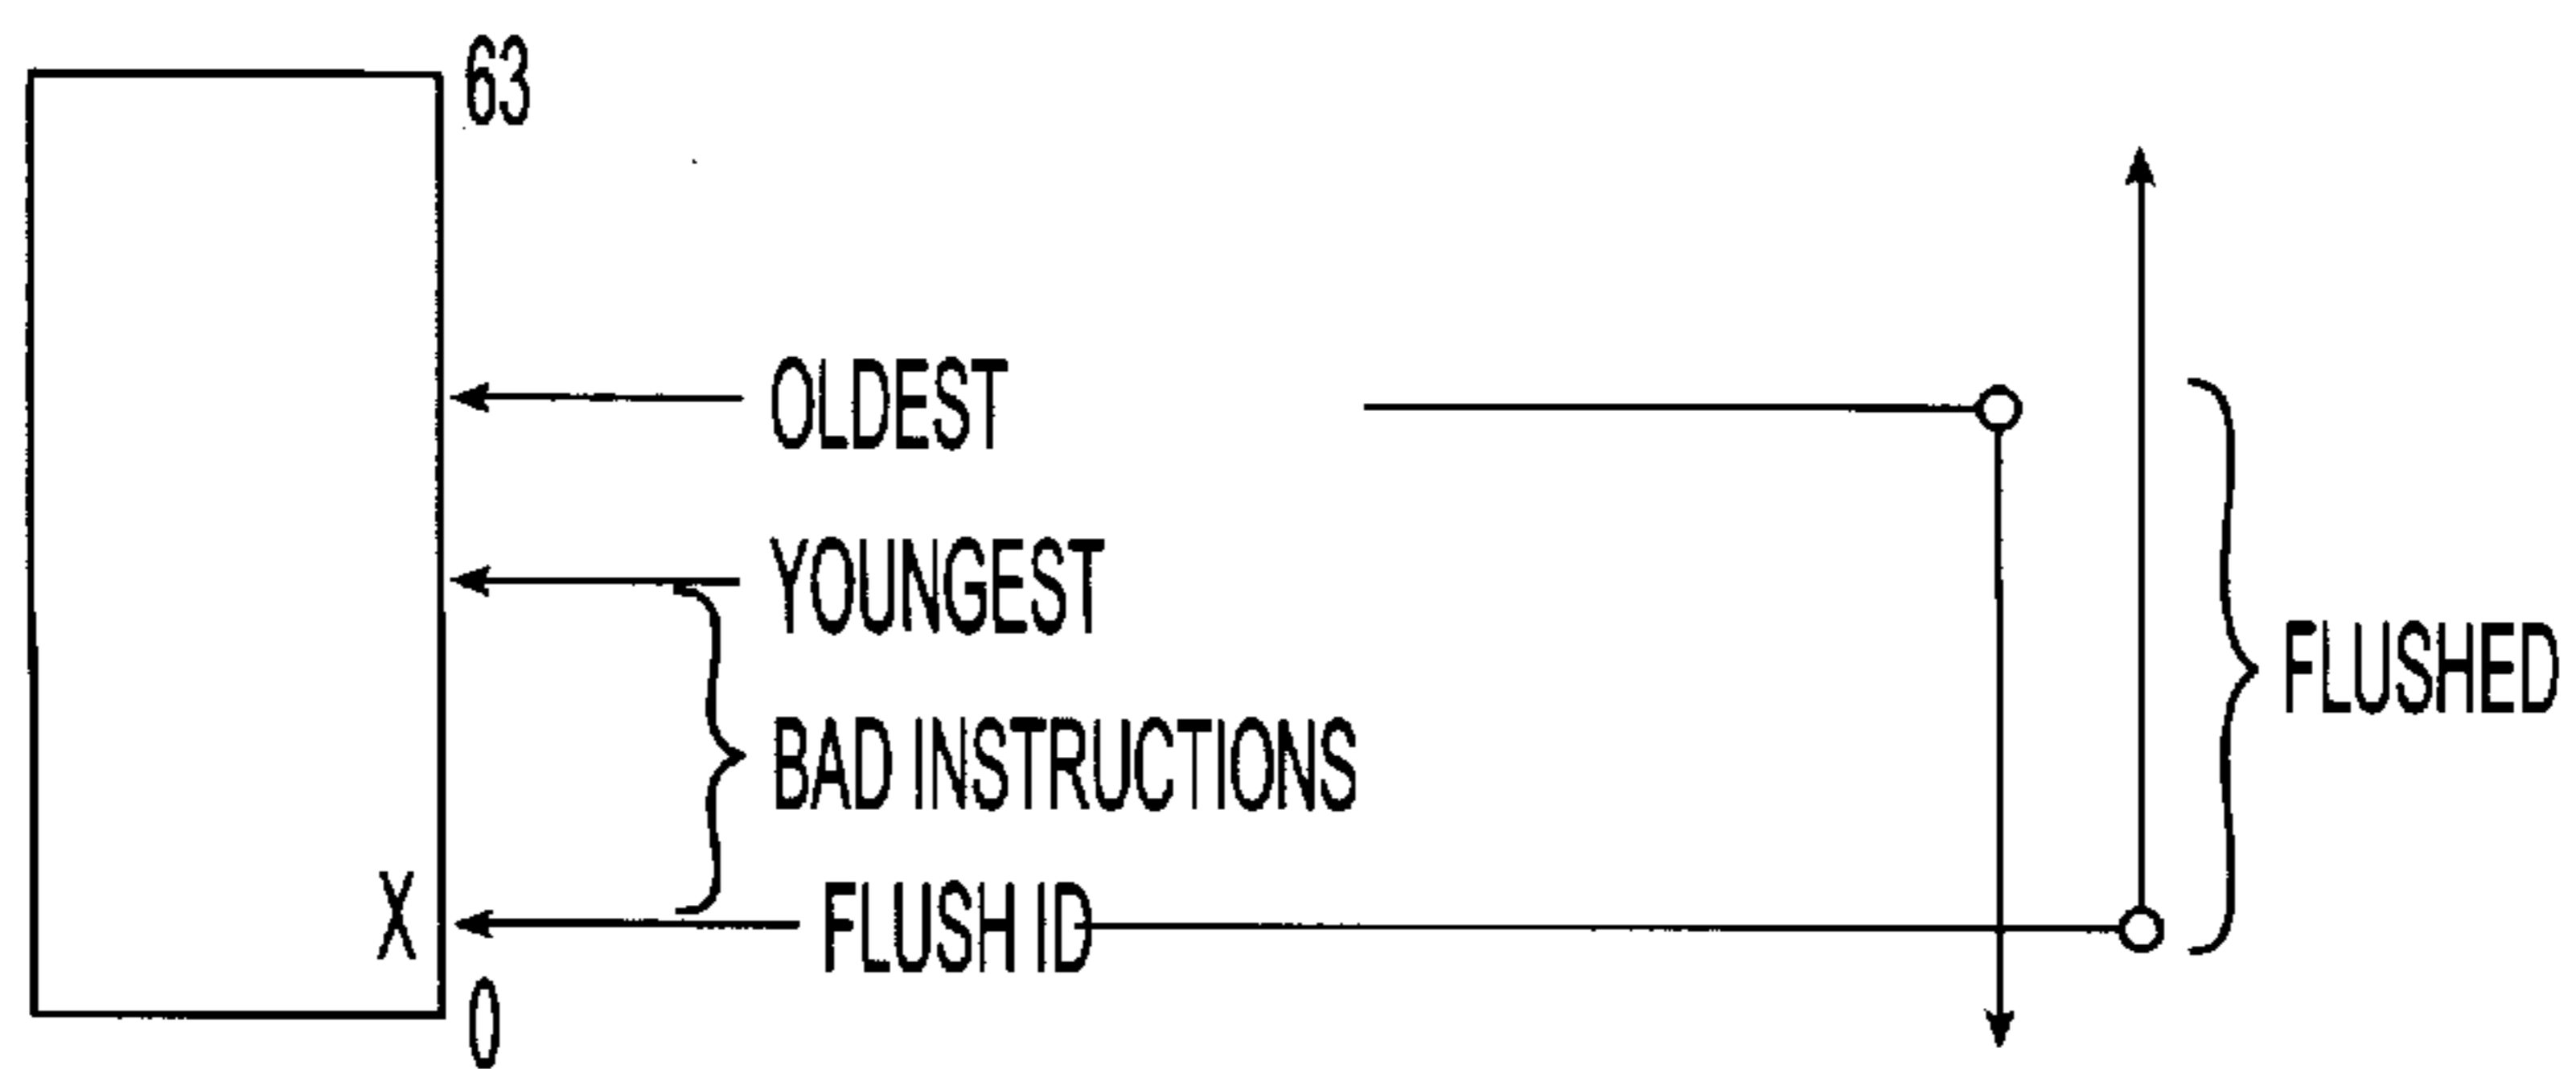 63
OLDEST
YOUNGEST
FLUSHED
BAD INSTRUCTIONS
X
FLUSH ID
0